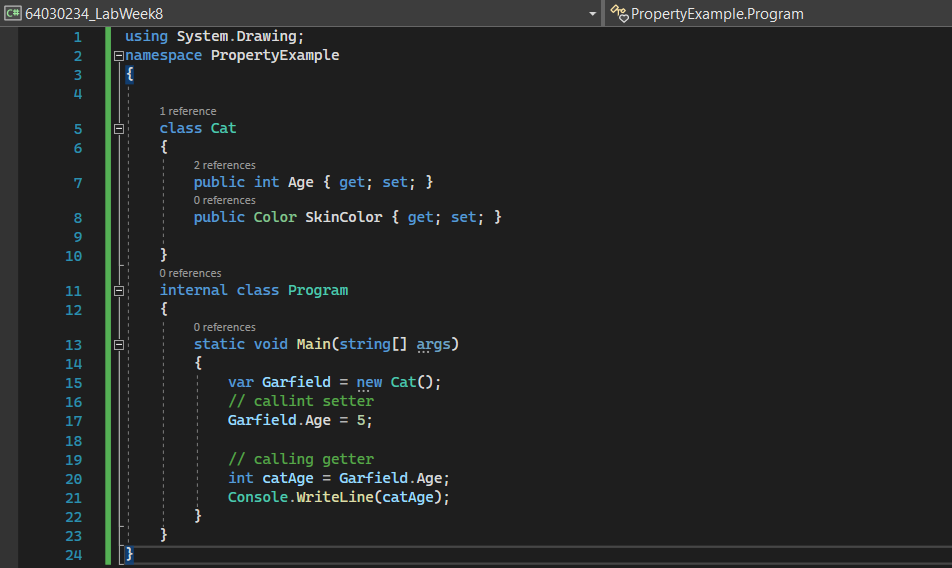 C# 64030234_LabWeek8 PropertyExample.Program
1 using System.Drawing;
2 namespace PropertyExample
3 {
4
1 reference
5 class Cat
6 {
2 references
7 public int Age { get; set; }
0 references
8 public Color SkinColor { get; set; }
9
10 }
0 references
11 internal class Program
12 {
0 references
13 static void Main(string[] args)
14 {
15 var Garfield = new Cat();
16 // callint setter
17 Garfield.Age = 5;
18
19 // calling getter
20 int catAge = Garfield.Age;
21 Console.WriteLine(catAge);
22 }
23 }
24 }